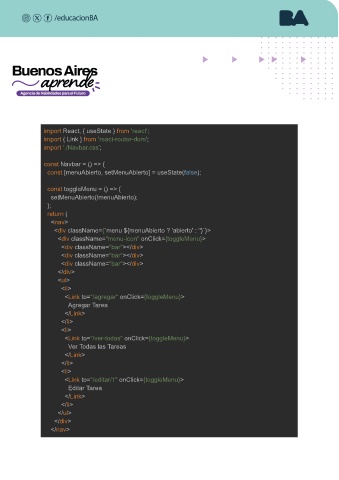 /educacionBA
BA
Buenos Aires
aprende
Agencia de Habilidades para el Futuro
import React, { useState } from 'react';
import { Link } from 'react-router-dom';
import './Navbar.css';
const Navbar = () => {
const [menuAbierto, setMenuAbierto] = useState(false);
const toggleMenu = () => {
setMenuAbierto(!menuAbierto);
};
return (
<nav>
<div className={`menu ${menuAbierto ? 'abierto' : ''}`}>
<div className="menu-icon" onClick={toggleMenu}>
<div className="bar"></div>
<div className="bar"></div>
<div className="bar"></div>
</div>
<ul>
<li>
<Link to="/agregar" onClick={toggleMenu}>
Agregar Tarea
</Link>
</li>
<li>
<Link to="/ver-todas" onClick={toggleMenu}>
Ver Todas las Tareas
</Link>
</li>
<li>
<Link to="/editar/1" onClick={toggleMenu}>
Editar Tarea
</Link>
</li>
</ul>
</div>
</nav>